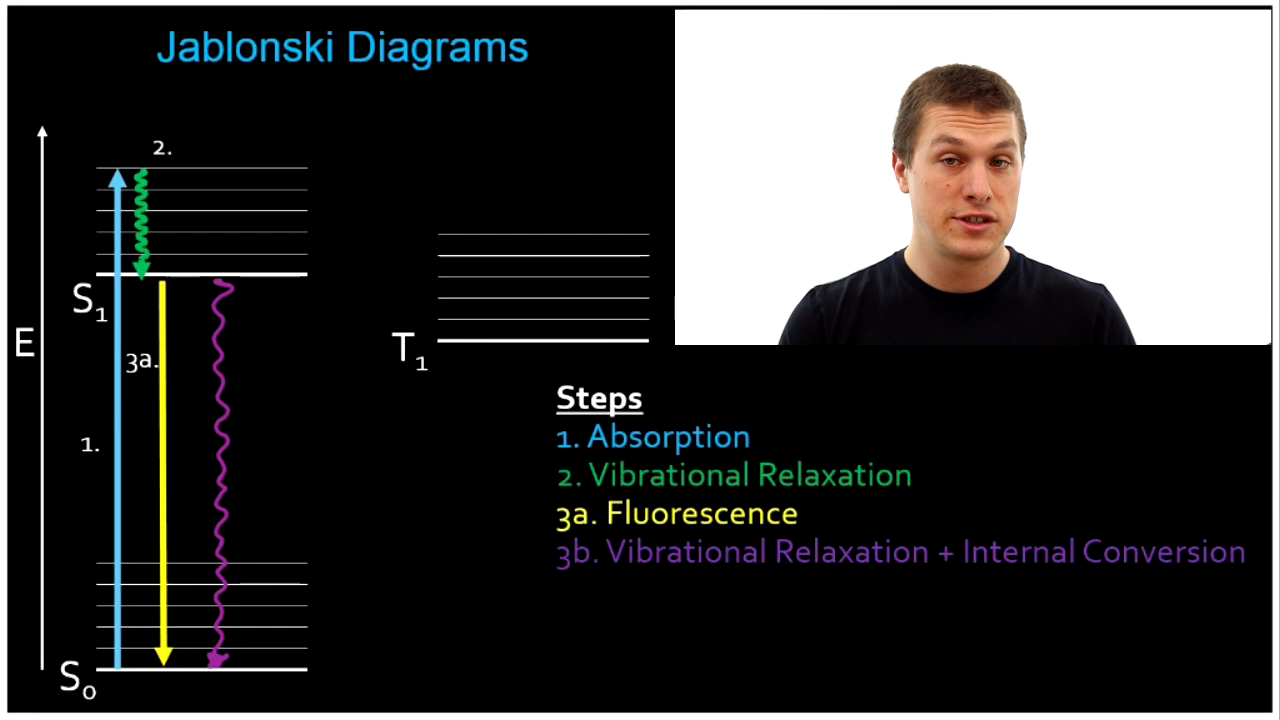 Jablonski Diagrams
2.
S1
E
3a.
T1
1.
Steps
1. Absorption
2. Vibrational Relaxation
3a. Fluorescence
3b. Vibrational Relaxation + Internal Conversion
S0